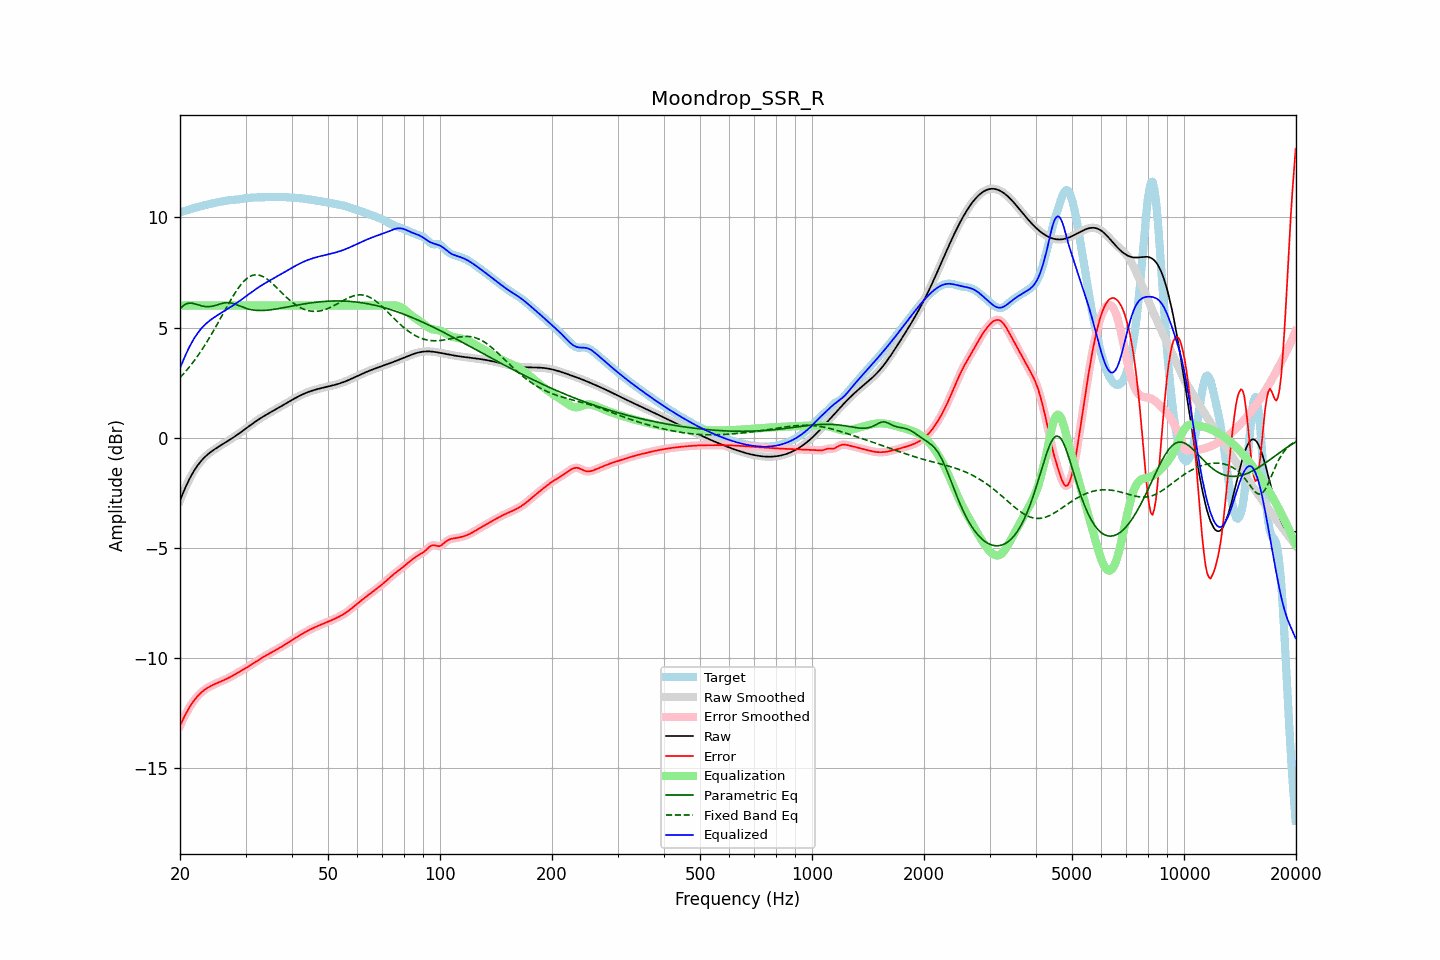 Moondrop_SSR_R
Amplitude (dBr)
10
5
0
−5
−10
−15
Target
Raw Smoothed
Error Smoothed
Raw
Error
Equalization
Parametric Eq
Fixed Band Eq
Equalized
20 50 100 200 500 1000 2000 5000 10000 20000
Frequency (Hz)